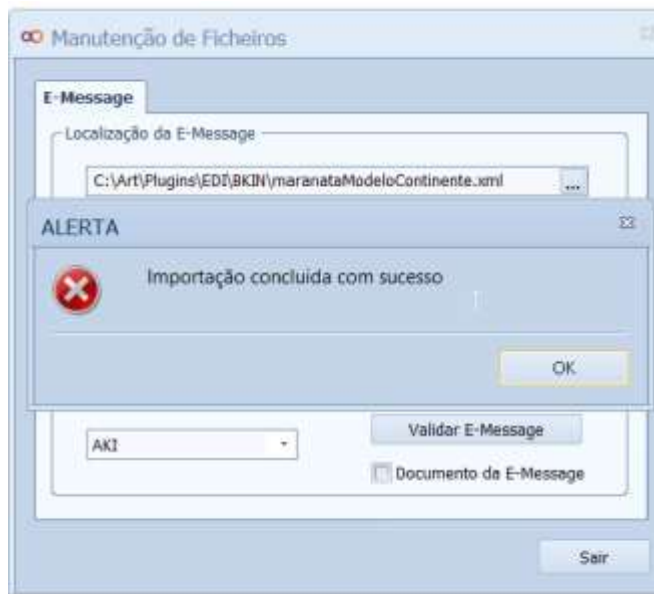 Manutenção de Ficheiros
E-Message
Localização da E-Message
C:\Art\Plugins\EDI\BKIN\maranataModeloContinente.xml
...
ALERTA
Importação concluida com sucesso
OK
AKI
Validar E-Message
Documento da E-Message
Sair